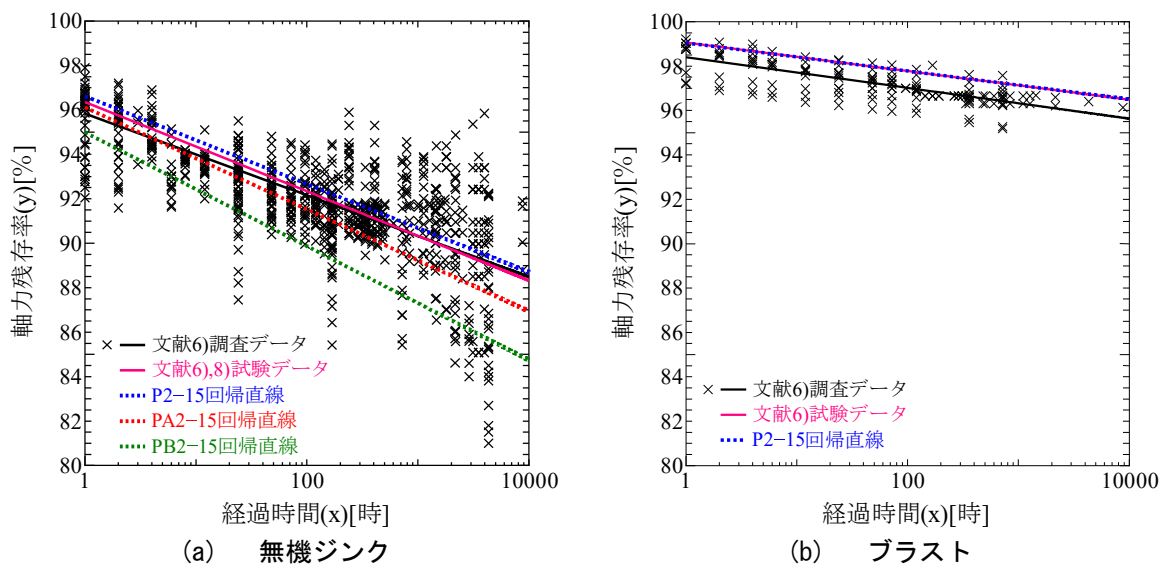 100
98
96
94
92
90
88
86
84
82
80
軸力残存率(y)[%]
× 文献6)調査データ
文献6),8)試験データ
P2−15回帰直線
PA2−15回帰直線
PB2−15回帰直線
1
100
10000
経過時間(x)[時]
(a) 無機ジンク
100
98
96
94
92
90
88
86
84
82
80
軸力残存率(y)[%]
× 文献6)調査データ
文献6)試験データ
P2−15回帰直線
1
100
10000
経過時間(x)[時]
(b) ブラスト